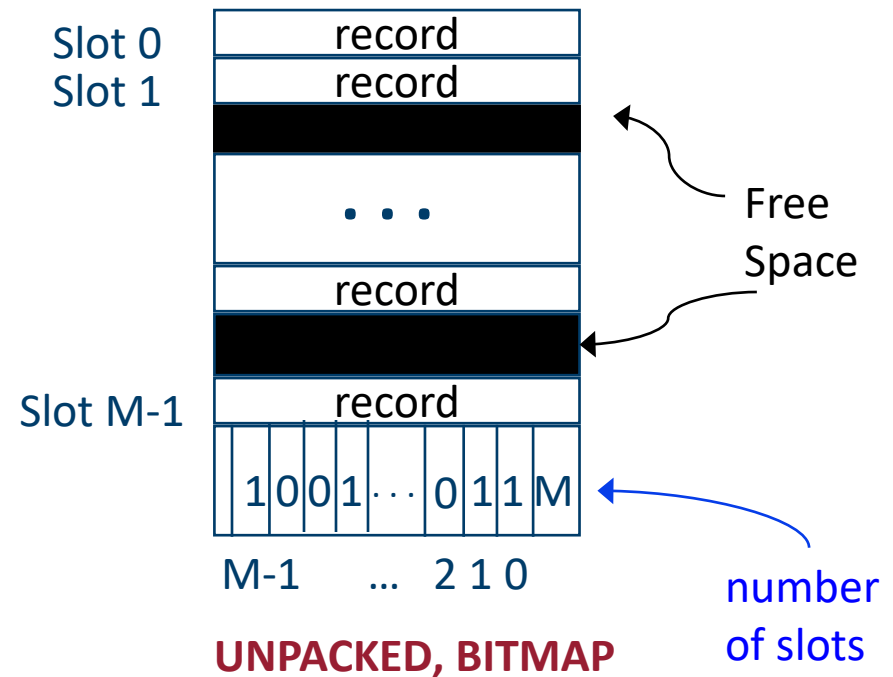 Slot 0
record
Slot 1
record
Free
Space
. . .
record
Slot M-1
record
1 0 0 1 . . . 0 1 1 M
M-1 ... 2 1 0
number
of slots
UNPACKED, BITMAP